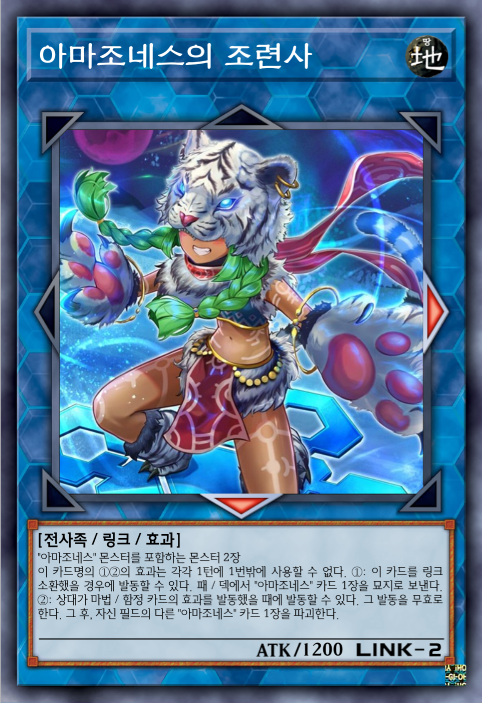 아마조네스의 조련사
땅
地
[전사족 / 링크 / 효과]
"아마조네스" 몬스터를 포함하는 몬스터 2장
이 카드명의 ①②의 효과는 각각 1턴에 1번밖에 사용할 수 없다. ①: 이 카드를 링크
소환했을 경우에 발동할 수 있다. 패 / 덱에서 "아마조네스" 카드 1장을 묘지로 보낸다.
②: 상대가 마법 / 함정 카드의 효과를 발동했을 때에 발동할 수 있다. 그 발동을 무효로
한다. 그 후, 자신 필드의 다른 "아마조네스" 카드 1장을 파괴한다.
ATK/1200 LINK-2